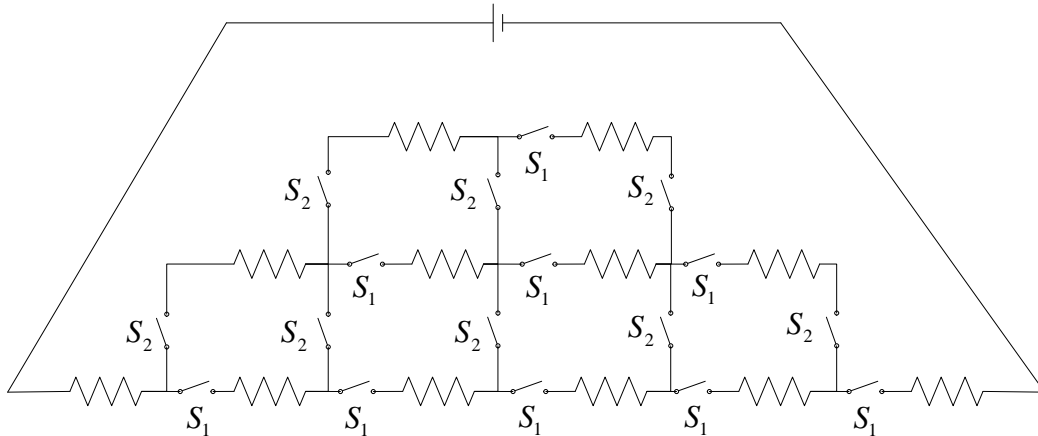 S₁
S₂ S₂ S₂
S₁ S₁ S₁
S₂ S₂ S₂ S₂ S₂
S₁ S₁ S₁ S₁ S₁